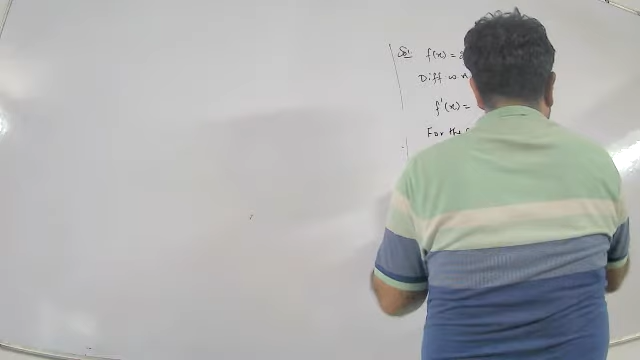 Sol. f(x) =
Diff w
f'(x) =
For the